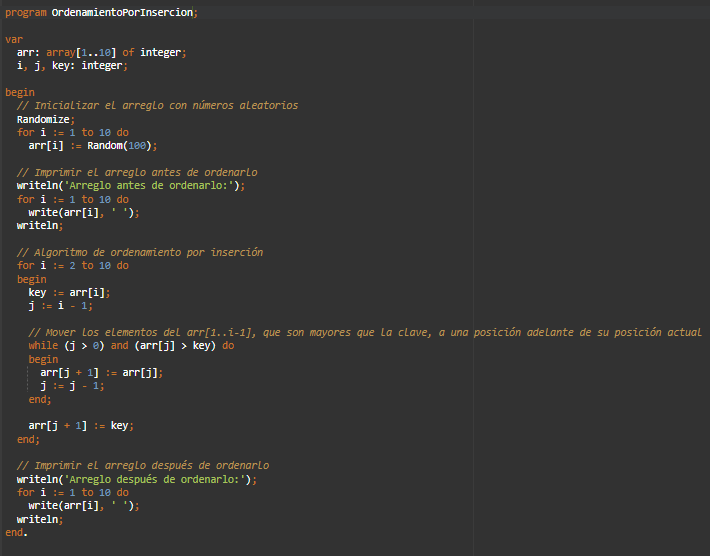 program OrdenamientoPorInsercion;
var
arr: array[1..10] of integer;
i, j, key: integer;
begin
// Inicializar el arreglo con números aleatorios
Randomize;
for i := 1 to 10 do
arr[i] := Random(100);
// Imprimir el arreglo antes de ordenarlo
writeln('Arreglo antes de ordenarlo:');
for i := 1 to 10 do
write(arr[i], ' ');
writeln;
// Algoritmo de ordenamiento por inserción
for i := 2 to 10 do
begin
key := arr[i];
j := i - 1;
// Mover los elementos del arr[1..i-1], que son mayores que la clave, a una posición adelante de su posición actual
while (j > 0) and (arr[j] > key) do
begin
arr[j + 1] := arr[j];
j := j - 1;
end;
arr[j + 1] := key;
end;
// Imprimir el arreglo después de ordenarlo
writeln('Arreglo después de ordenarlo:');
for i := 1 to 10 do
write(arr[i], ' ');
writeln;
end.